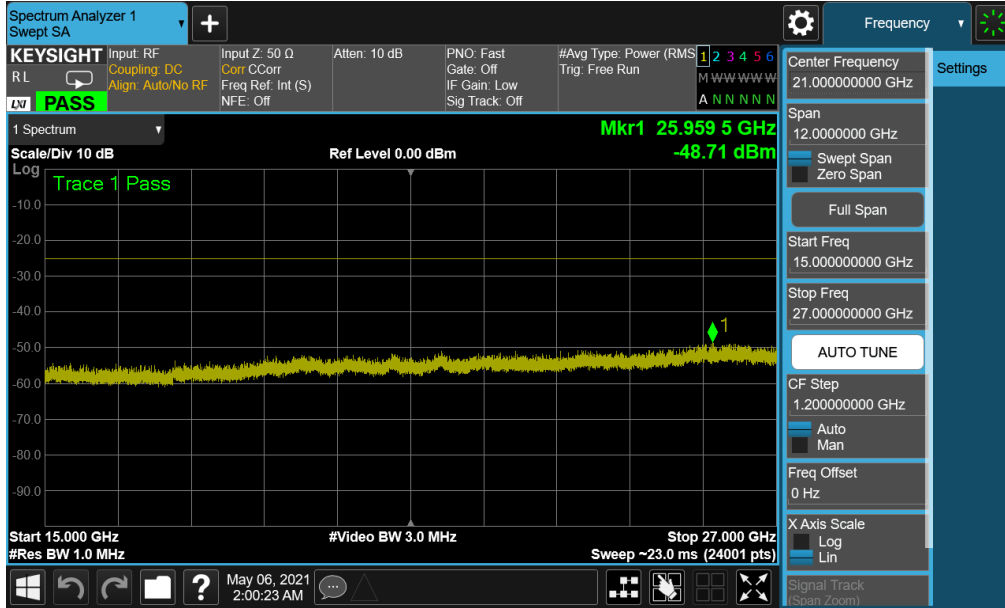 Spectrum Analyzer 1
Swept SA
+
Frequency
KEYSIGHT
RL
LXI PASS
Input: RF
Coupling: DC
Align: Auto/No RF
Input Z: 50 Ω
Corr CCorr
Freq Ref: Int (S)
NFE: Off
Atten: 10 dB
PNO: Fast
Gate: Off
IF Gain: Low
Sig Track: Off
#Avg Type: Power (RMS
Trig: Free Run
1 2 3 4 5 6
M W W W W W
A N N N N N
1 Spectrum
Mkr1 25.959 5 GHz
Scale/Div 10 dB
Ref Level 0.00 dBm
-48.71 dBm
Log
Trace 1 Pass
-10.0
-20.0
-30.0
-40.0
1
-50.0
-60.0
-70.0
-80.0
-90.0
Start 15.000 GHz
#Video BW 3.0 MHz
Stop 27.000 GHz
#Res BW 1.0 MHz
Sweep ~23.0 ms (24001 pts)
?
May 06, 2021
2:00:23 AM
Center Frequency
21.00000000 GHz
Settings
Span
12.0000000 GHz
Swept Span
Zero Span
Full Span
Start Freq
15.000000000 GHz
Stop Freq
27.000000000 GHz
AUTO TUNE
CF Step
1.200000000 GHz
Auto
Man
Freq Offset
0 Hz
X Axis Scale
Log
Lin
Signal Track
(Span Zoom)